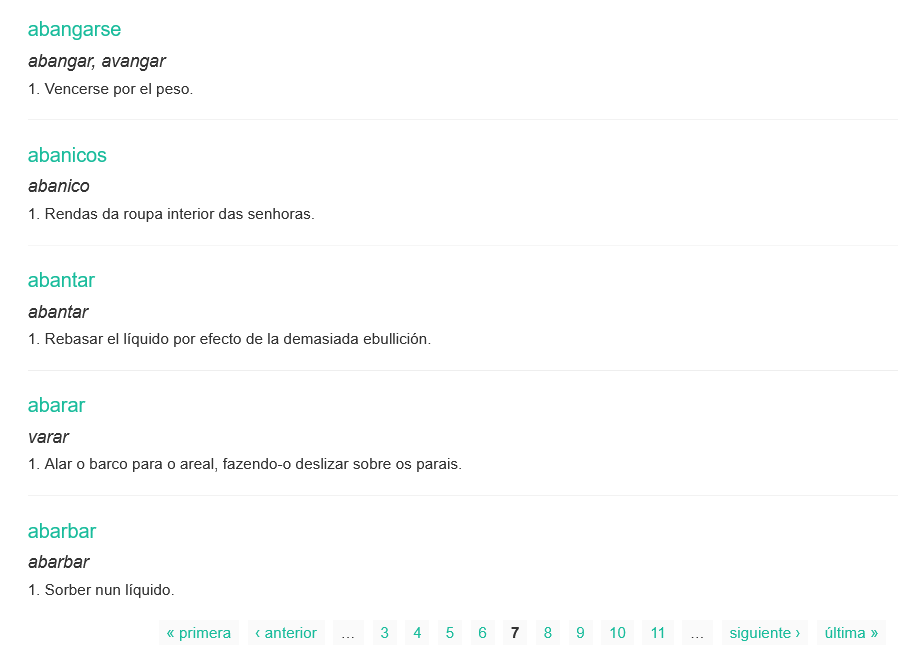 abangarse
abangar, avangar
1. Vencerse por el peso.
abanicos
abanico
1. Rendas da roupa interior das senhoras.
abantar
abantar
1. Rebasar el líquido por efecto de la demasiada ebullición.
abarar
varar
1. Alar o barco para o areal, fazendo-o deslizar sobre os parais.
abarbar
abarbar
1. Sorber nun líquido.
« primera ‹ anterior … 3 4 5 6 7 8 9 10 11 … siguiente › última »